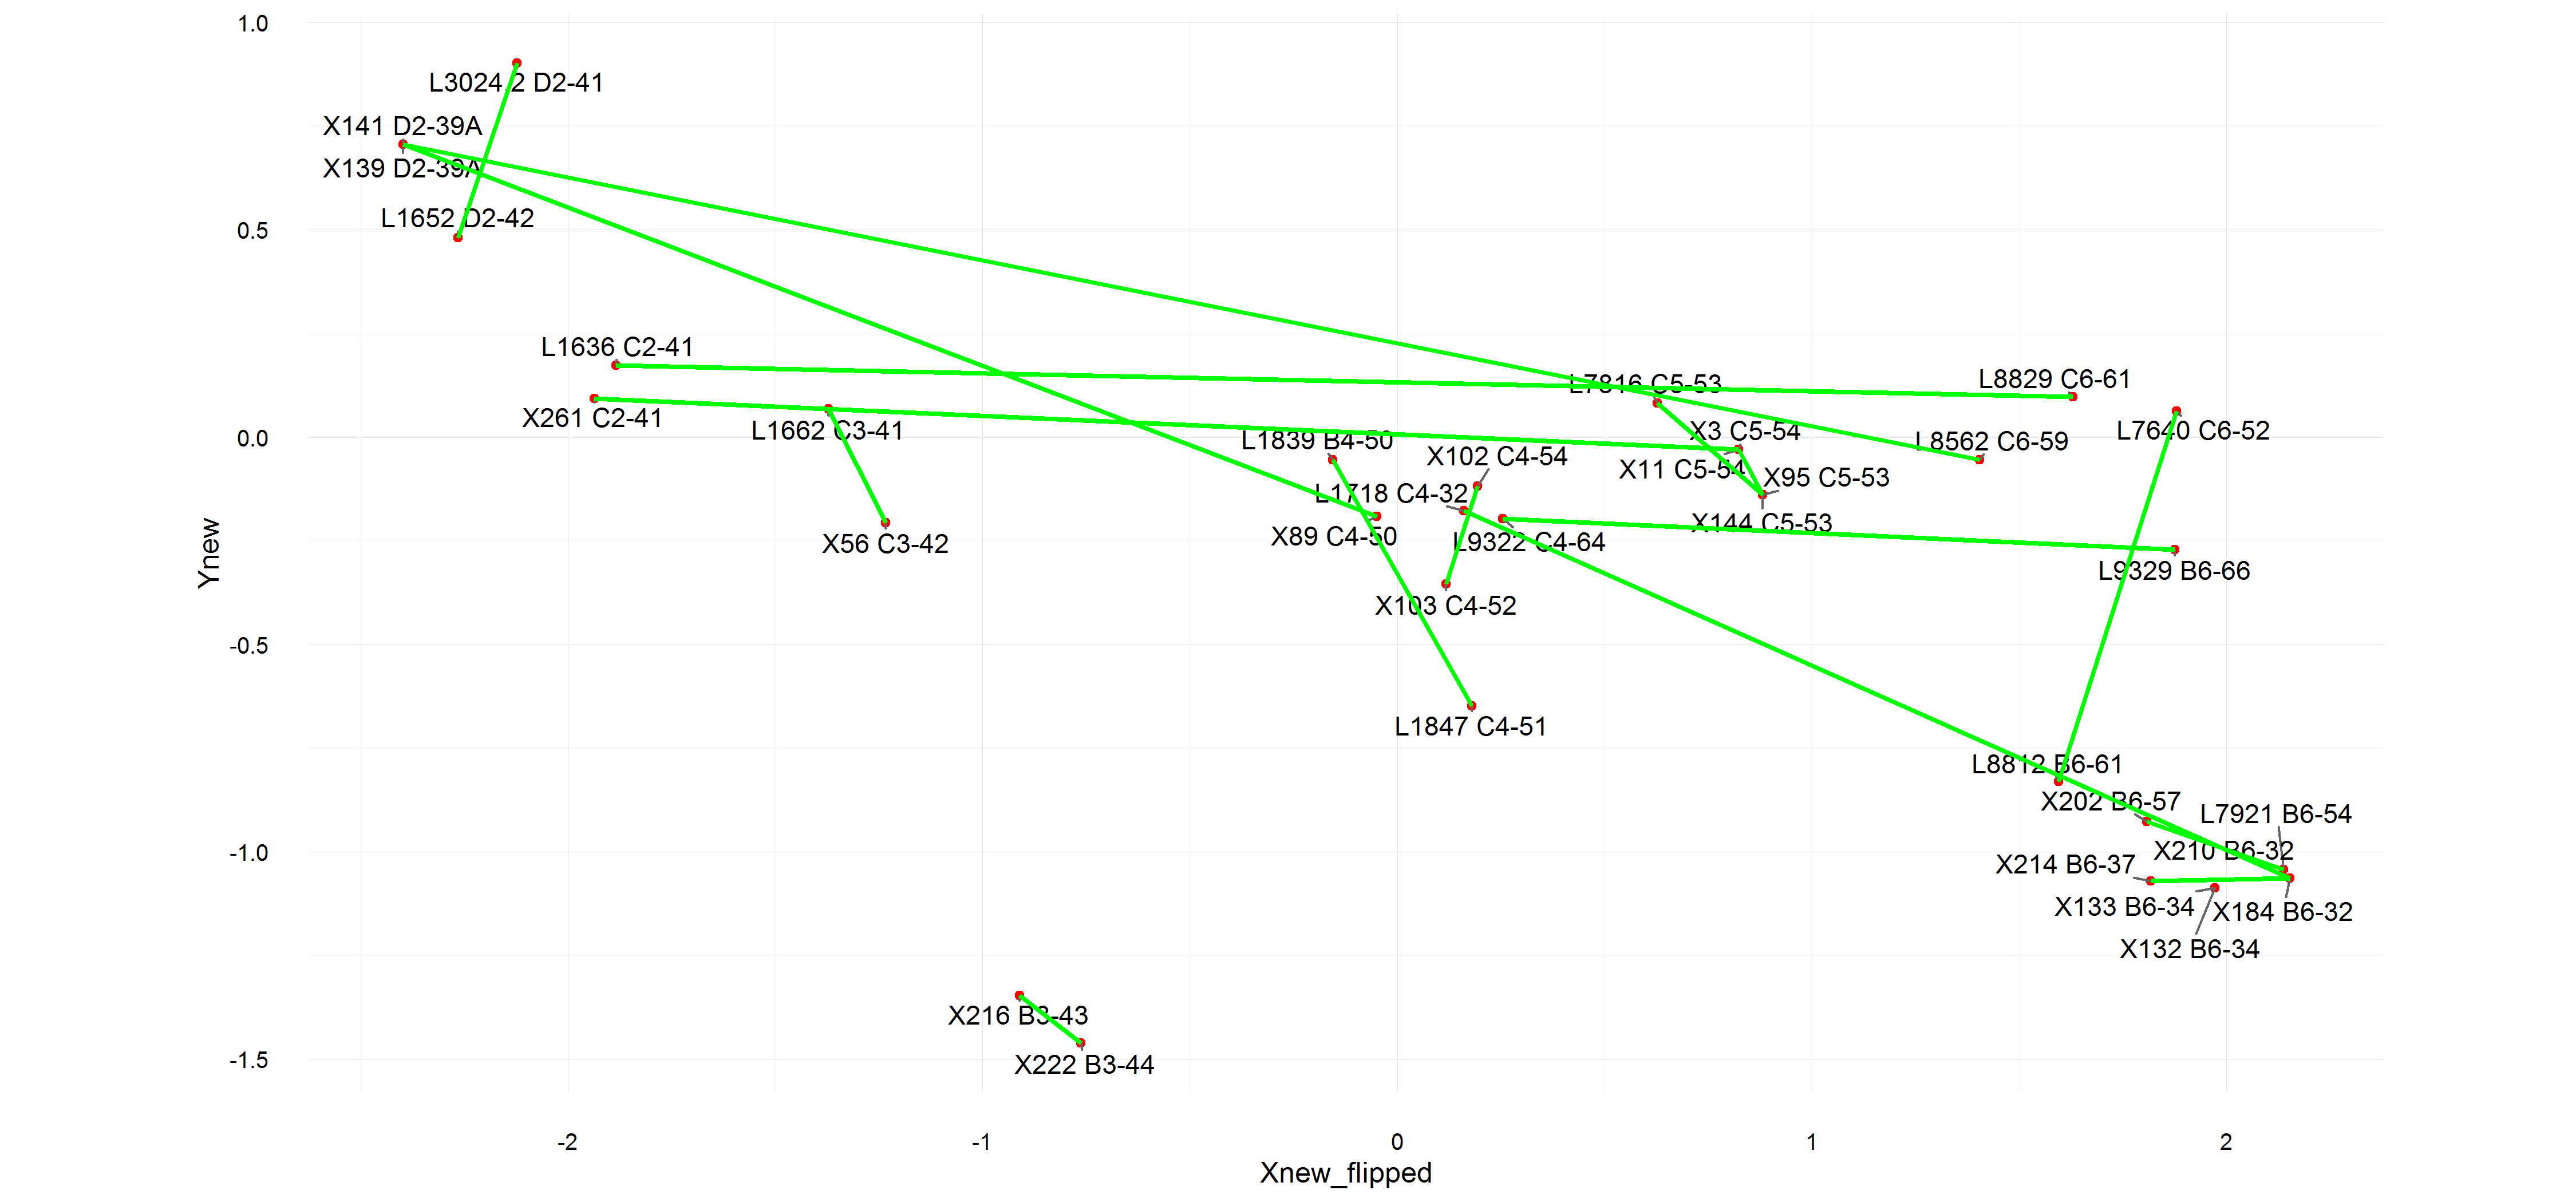 1.0
L3024.2 D2-41
X141 D2-39A
X139 D2-39A
L1652 D2-42
0.5
L1636 C2-41
L7816 C5-53
L8829 C6-61
X261 C2-41
L1662 C3-41
0.0
L1839 B4-50
X3 C5-54
L8562 C6-59
L7640 C6-52
X102 C4-54
X11 C5-54
X95 C5-53
L1718 C4-32
X144 C5-53
X56 C3-42
X89 C4-50
L9322 C4-64
L9329 B6-66
X103 C4-52
-0.5
L1847 C4-51
L8812 B6-61
X202 B6-57
L7921 B6-54
-1.0
X210 B6-32
X214 B6-37
X133 B6-34
X184 B6-32
X132 B6-34
X216 B3-43
X222 B3-44
-1.5
Ynew
-2
-1
0
1
2
Xnew_flipped